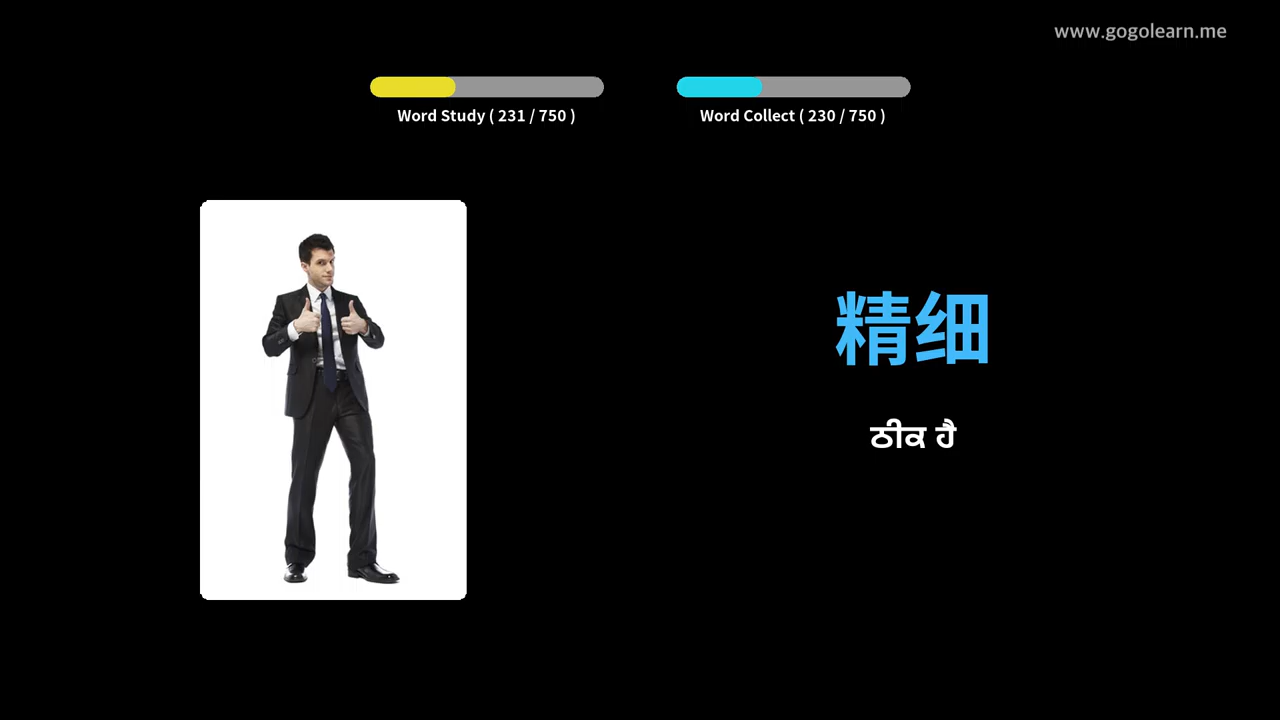 www.gogolearn.me
Word Study ( 231 / 750 )
Word Collect ( 230 / 750 )
精细
ਠੀਕ ਹੈ